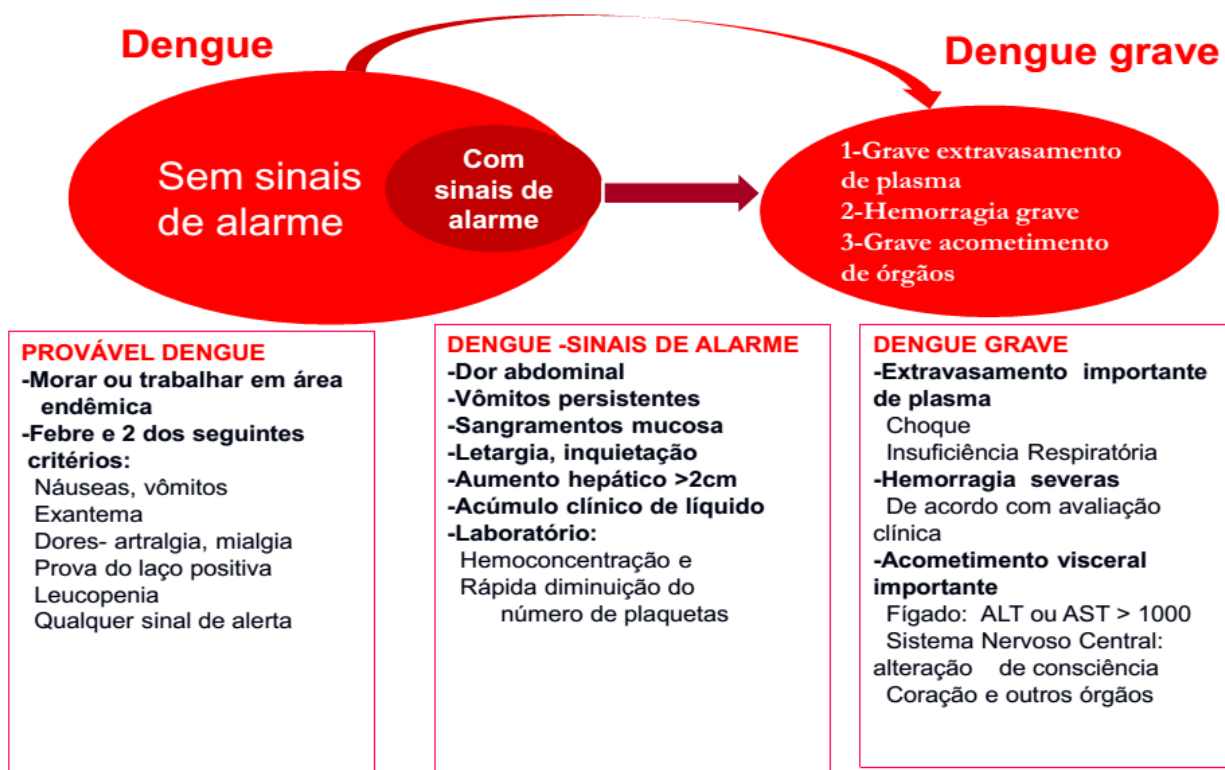 Dengue
Dengue grave
Sem sinais
de alarme
Com
sinais de
alarme
1-Grave extravasamento
de plasma
2-Hemorragia grave
3-Grave acometimento
de órgãos
PROVÁVEL DENGUE
-Morar ou trabalhar em área
endêmica
-Febre e 2 dos seguintes
critérios:
Náuseas, vômitos
Exantema
Dores- artralgia, mialgia
Prova do laço positiva
Leucopenia
Qualquer sinal de alerta
DENGUE -SINAIS DE ALARME
-Dor abdominal
-Vômitos persistentes
-Sangramentos mucosa
-Letargia, inquietação
-Aumento hepático >2cm
-Acúmulo clínico de líquido
-Laboratório:
Hemoconcentração e
Rápida diminuição do
número de plaquetas
DENGUE GRAVE
-Extravasamento importante
de plasma
Choque
Insuficiência Respiratória
-Hemorragia severas
De acordo com avaliação
clínica
-Acometimento visceral
importante
Fígado: ALT ou AST > 1000
Sistema Nervoso Central:
alteração de consciência
Coração e outros órgãos